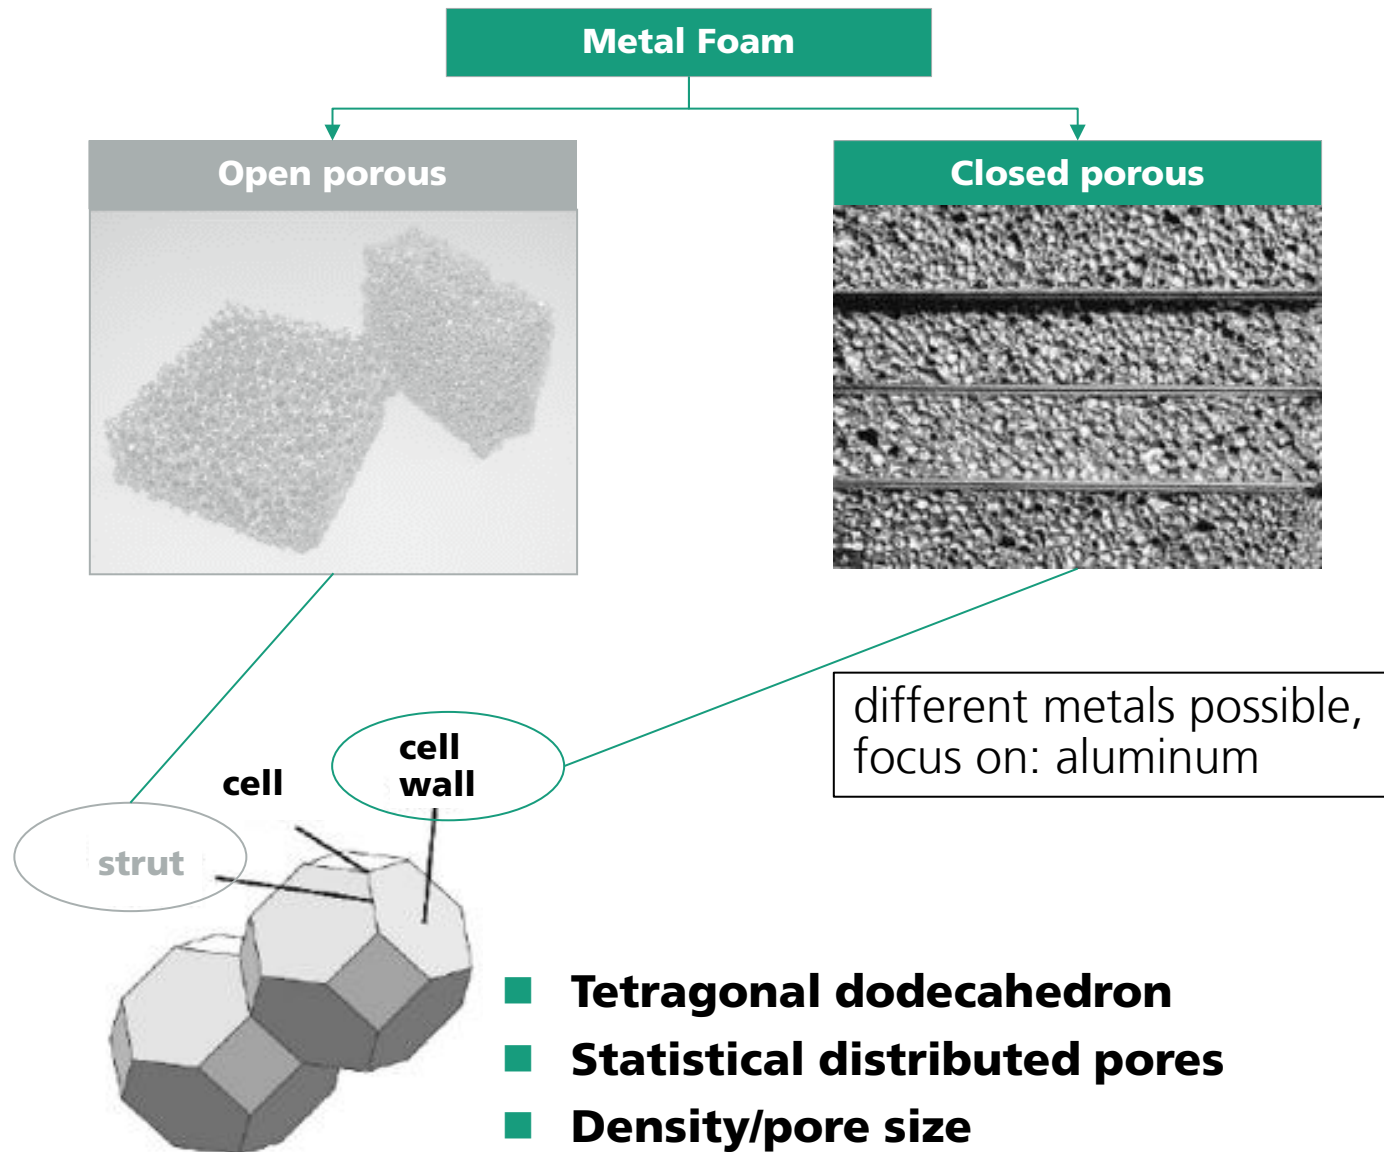 Metal Foam
Open porous
Closed porous
different metals possible,
focus on: aluminum
cell
wall
cell
strut
Tetragonal dodecahedron
Statistical distributed pores
Density/pore size